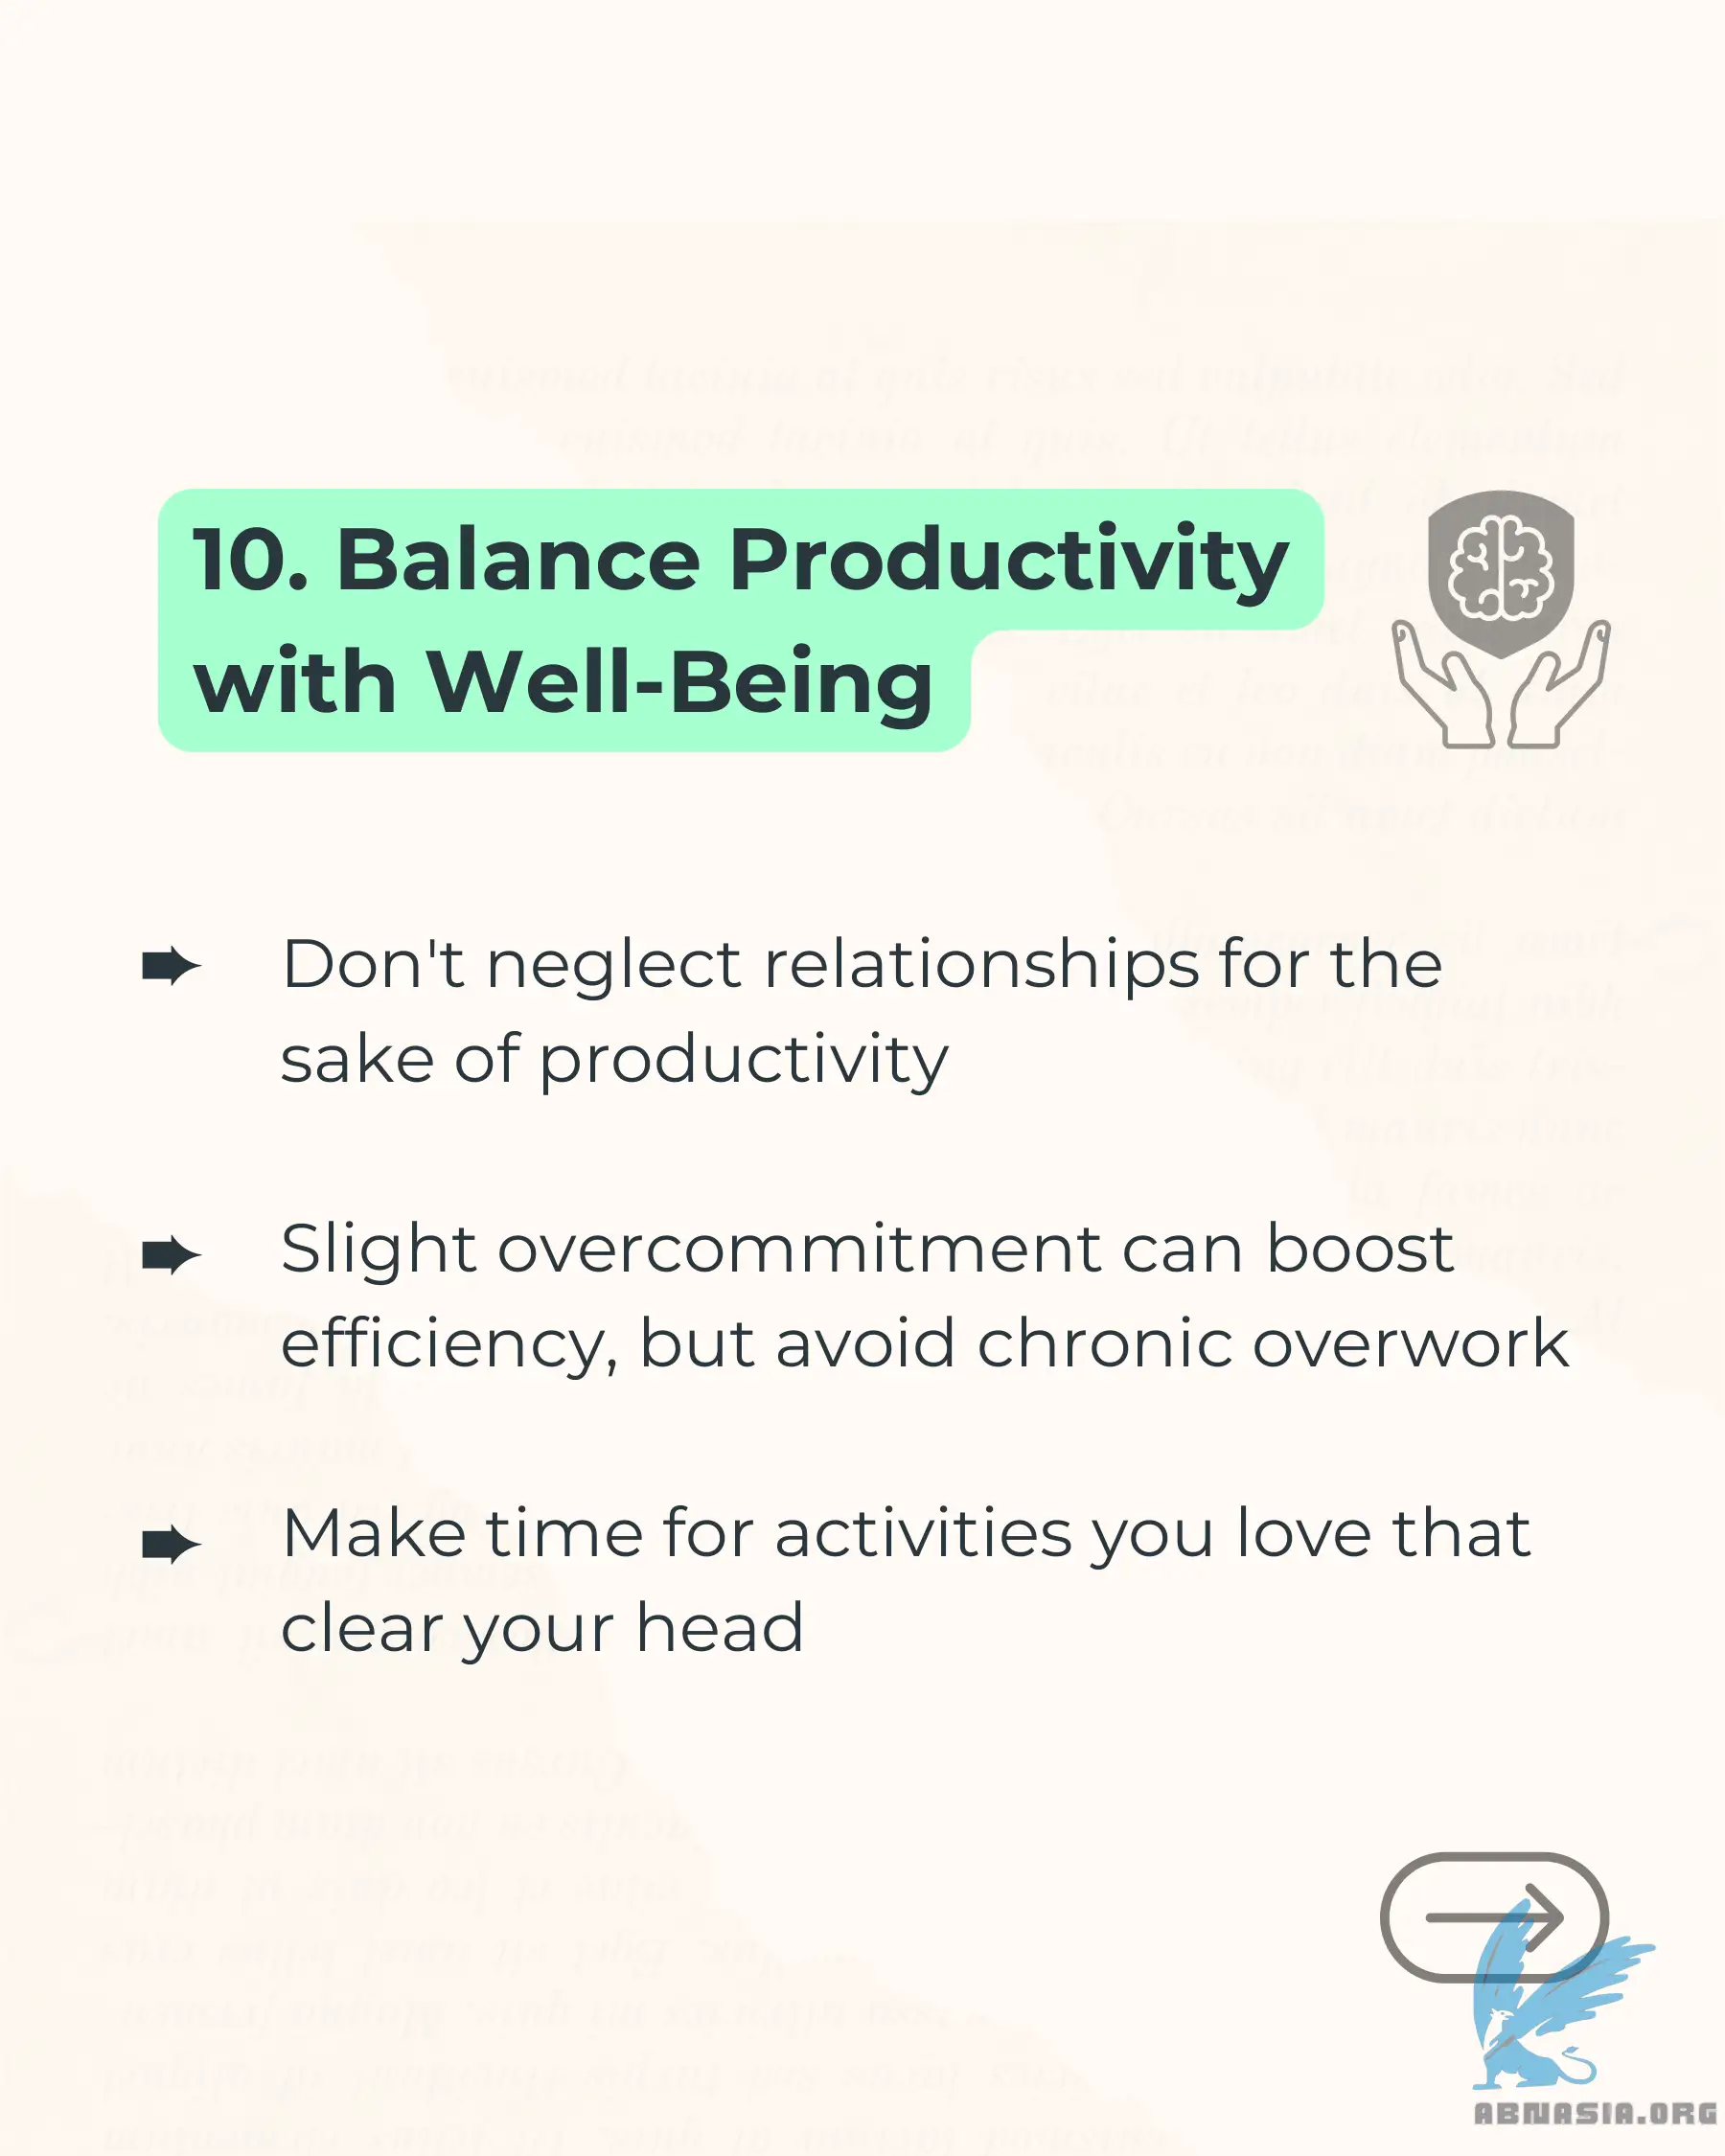 10. Balance Productivity
with Well-Being
Don't neglect relationships for the
sake of productivity
Slight overcommitment can boost
efficiency, but avoid chronic overwork
Make time for activities you love that
clear your head
ABNASIA.ORG